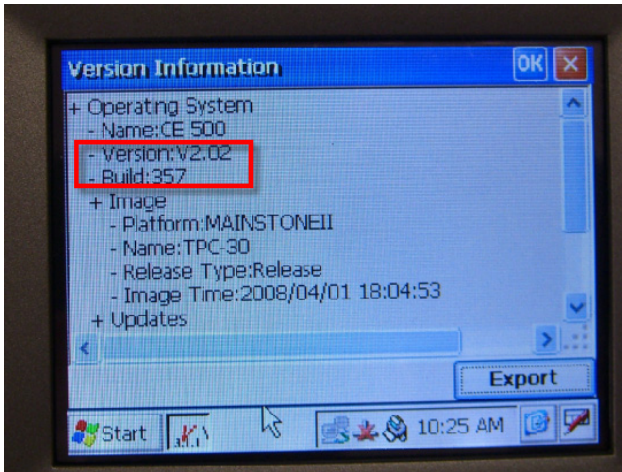 Version Information OK
+ Operating System
- Name:CE 500
- Version:V2.02
- Build:357
+ Image
- Platform:MAINSTONEII
- Name:TPC-30
- Release Type:Release
- Image Time:2008/04/01 18:04:53
+ Updates
Export
Start 10:25 AM